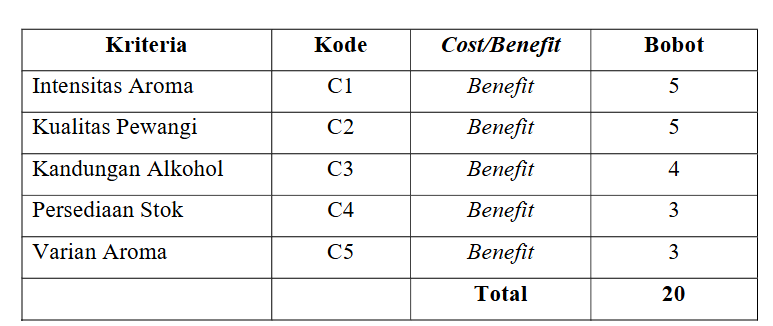 Kriteria Kode Cost/Benefit Bobot
Intensitas Aroma C1 Benefit 5
Kualitas Pewangi C2 Benefit 5
Kandungan Alkohol C3 Benefit 4
Persediaan Stok C4 Benefit 3
Varian Aroma C5 Benefit 3
Total 20